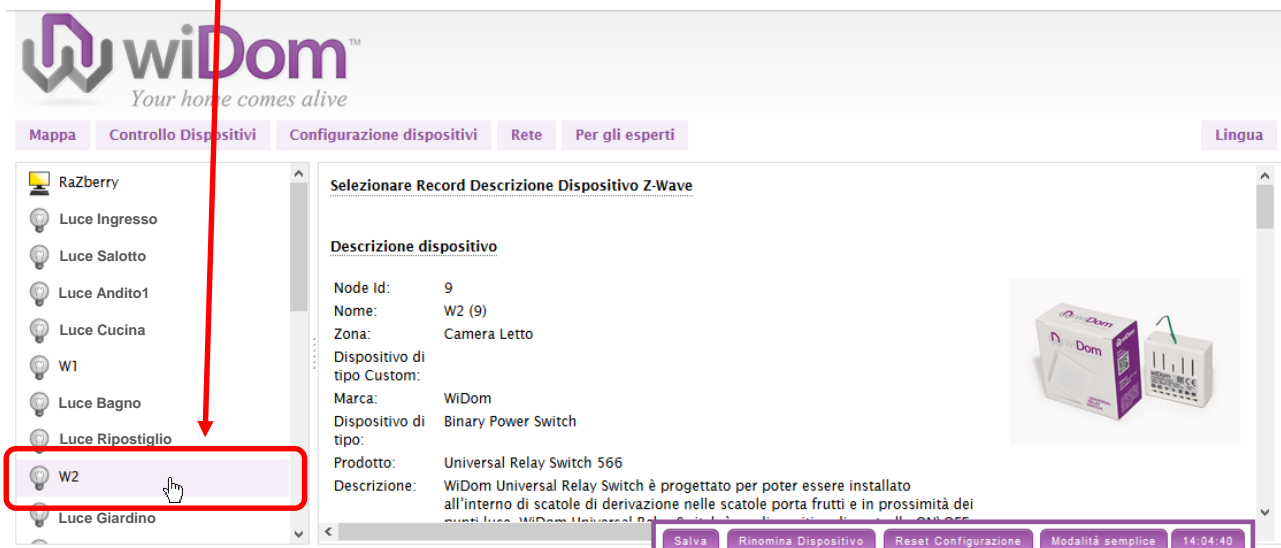 wiDom™
Your home comes alive
Mappa Controllo Dispositivi Configurazione dispositivi Rete Per gli esperti Lingua
RaZberry
Luce Ingresso
Luce Salotto
Luce Andito1
Luce Cucina
W1
Luce Bagno
Luce Ripostiglio
W2
Luce Giardino
Selezionare Record Descrizione Dispositivo Z-Wave
Descrizione dispositivo
Node Id: 9
Nome: W2 (9)
Zona: Camera Letto
Dispositivo di
tipo Custom:
Marca: WiDom
Dispositivo di Binary Power Switch
tipo:
Prodotto: Universal Relay Switch 566
Descrizione: WiDom Universal Relay Switch è progettato per poter essere installato
all'interno di scatole di derivazione nelle scatole porta frutti e in prossimità dei
wiDom
wiDom
Salva Rinomina Dispositivo Reset Configurazione Modalità semplice 14:04:40